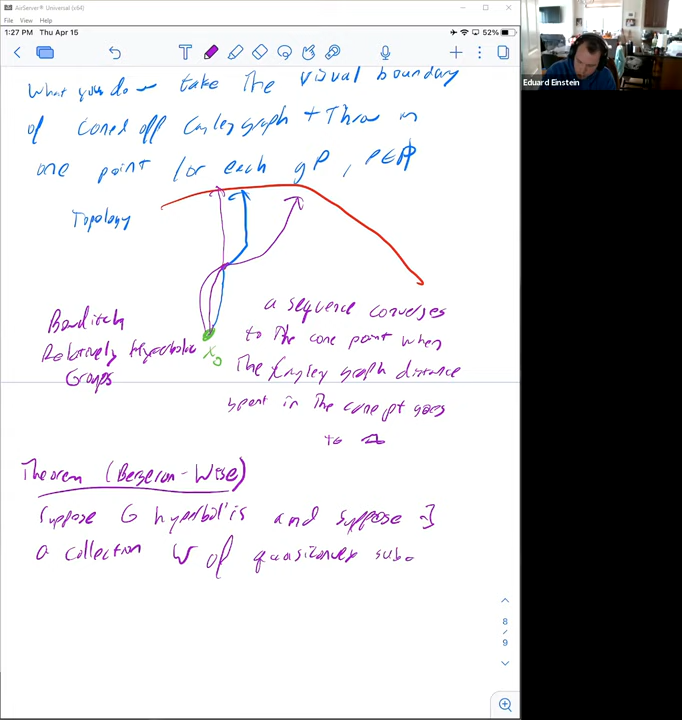 AirServer® Universal (x64)
File View Help
1:27 PM Thu Apr 15
52%
Eduard Einstein
What you do – take The visual boundary
of coned off Cayley graph + Throw in
one point for each gP, P∈ℙ
Topology
Bowditch
Relatively Hyperbolic
Groups
x₀
a sequence converges
to The cone point when
The Cayley graph distance
spent in The cone pt goes
to ∞
Theorem (Bergeron-Wise)
Suppose G hyperbolic and suppose ∃
a collection W of quasiconvex sub
8
/
9